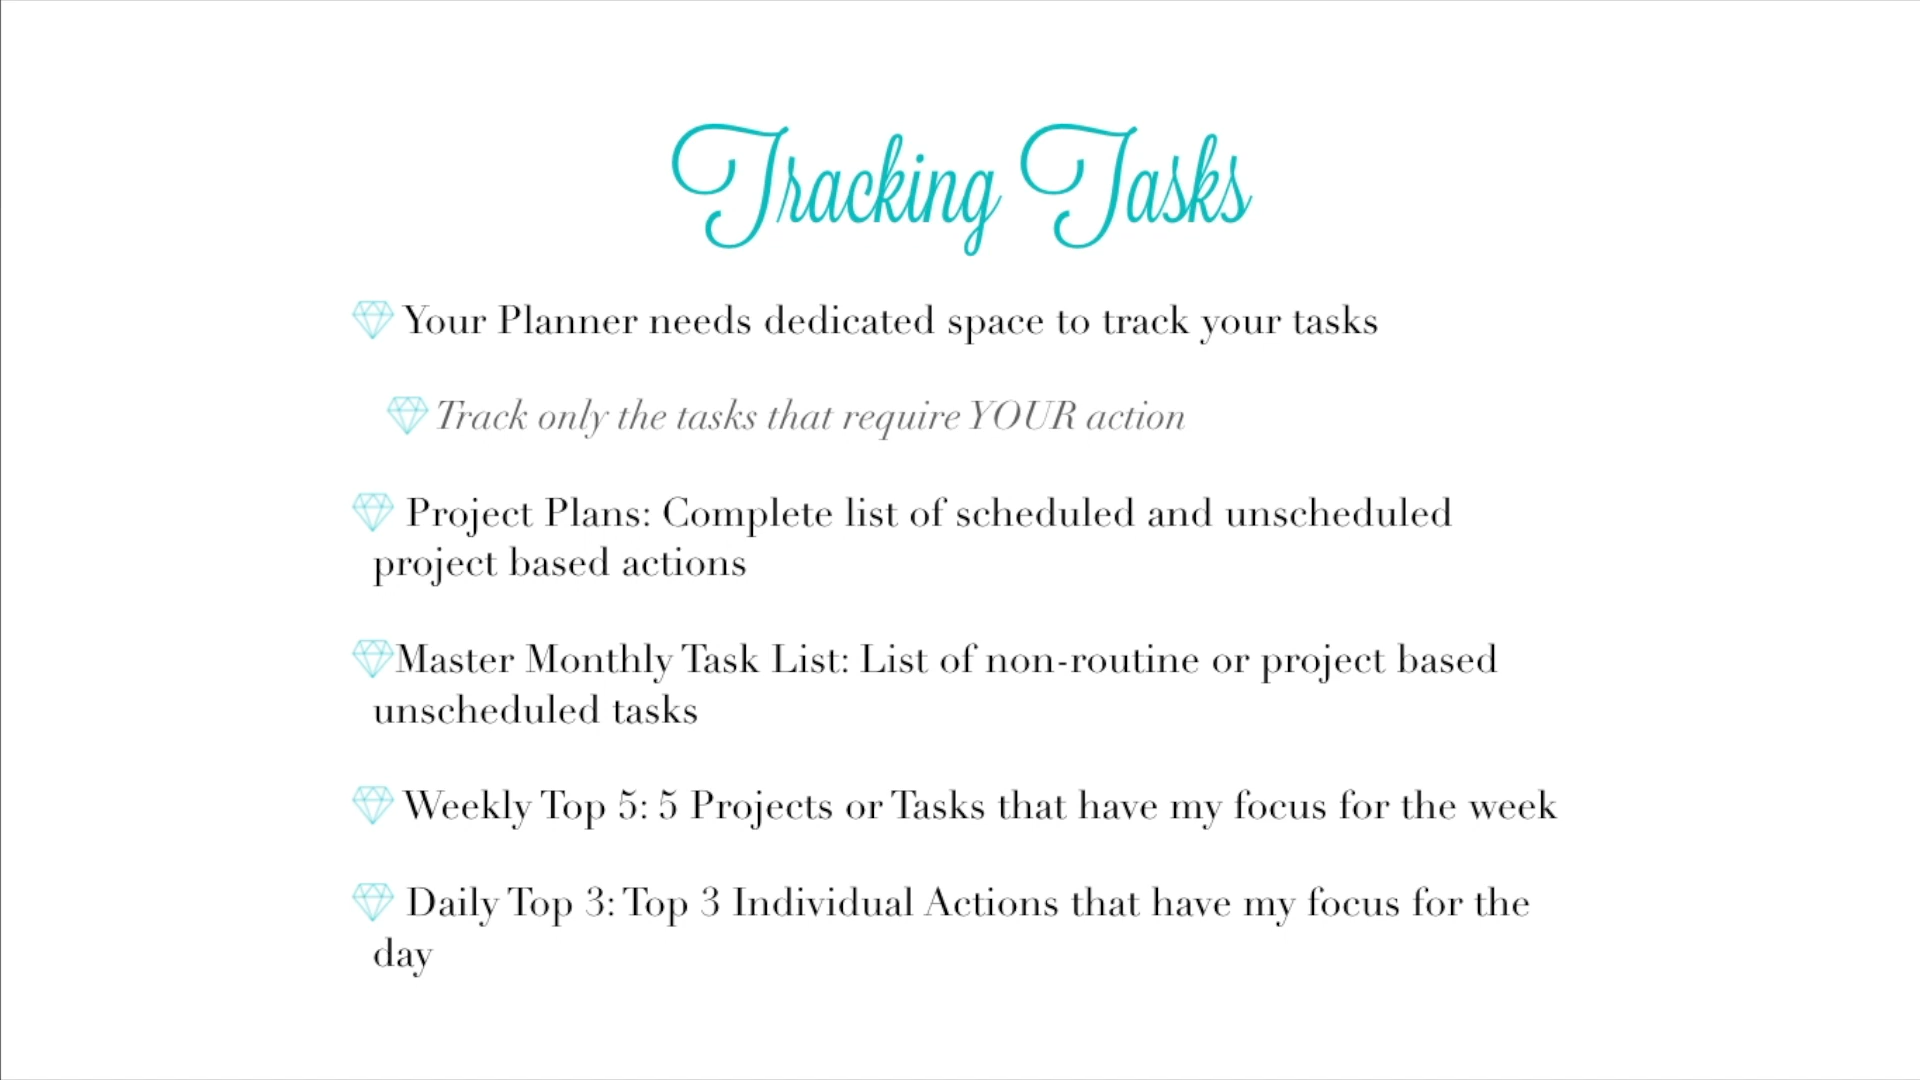 Tracking Tasks
Your Planner needs dedicated space to track your tasks
Track only the tasks that require YOUR action
Project Plans: Complete list of scheduled and unscheduled
project based actions
Master Monthly Task List: List of non-routine or project based
unscheduled tasks
Weekly Top 5: 5 Projects or Tasks that have my focus for the week
Daily Top 3: Top 3 Individual Actions that have my focus for the
day